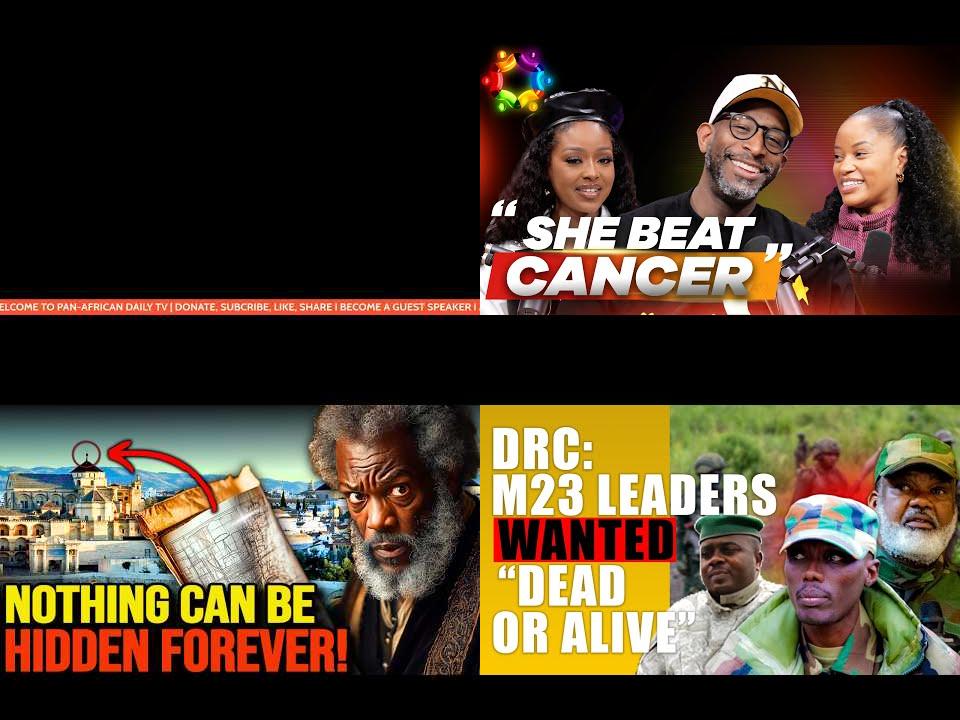 ELCOME TO PAN-AFRICAN DAILY TV | DONATE, SUBCRIBE, LIKE, SHARE I BECOME A GUEST SPEAKER I
“SHE BEAT
CANCER”
NOTHING CAN BE
HIDDEN FOREVER!
DRC:
M23 LEADERS
WANTED
“DEAD
OR ALIVE”